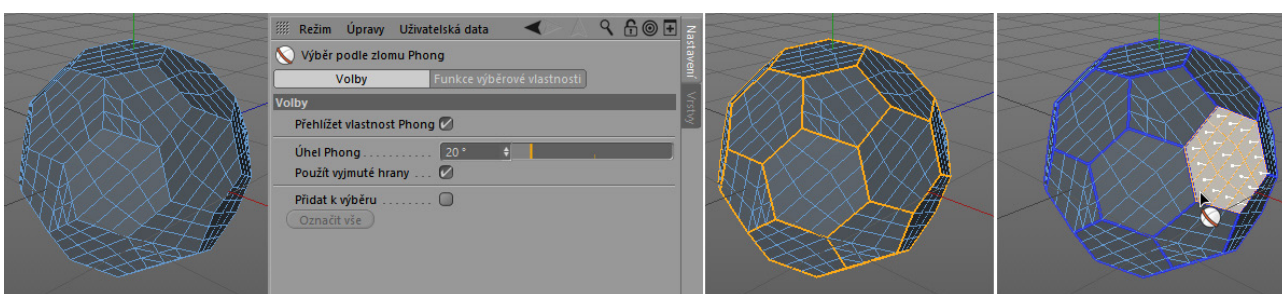 Režim Úpravy Uživatelská data
Výběr podle zlomu Phong
Volby Funkce výběrové vlastnosti
Volby
Přehlížet vlastnost Phong
Úhel Phong . . . . . . . . . . 20 °
Použít vyjmuté hrany . . .
Přidat k výběru . . . . . . . .
Označit vše
Nastavení
Vrstvy